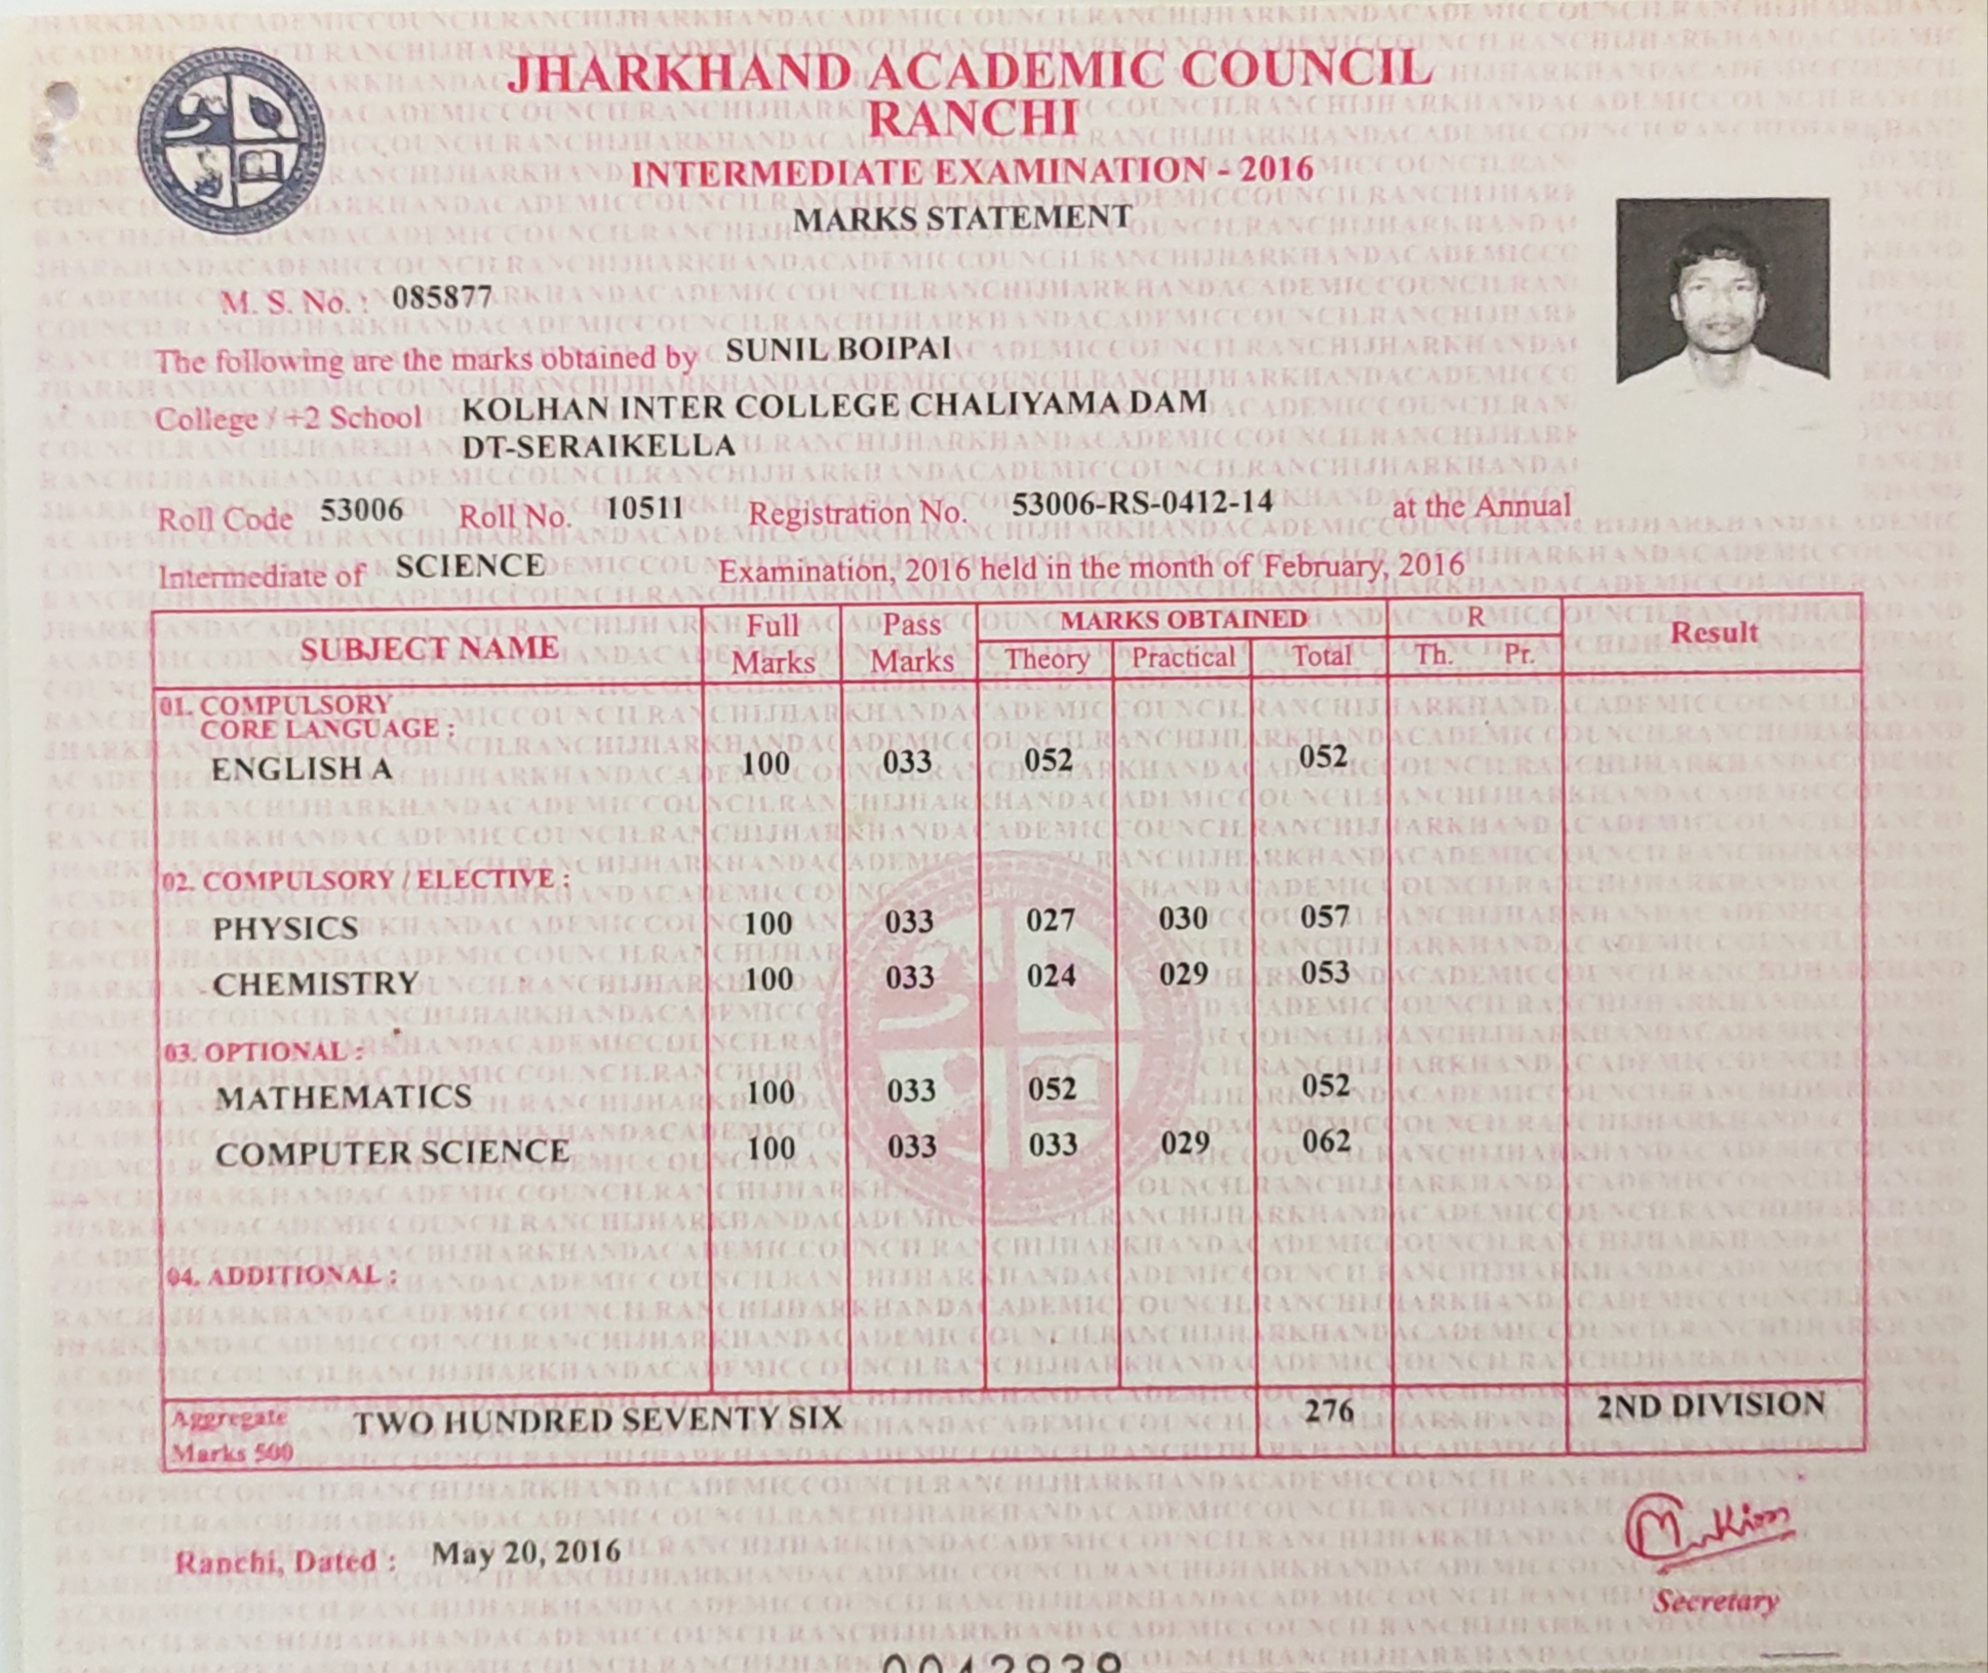 JHARKHAND ACADEMIC COUNCIL
RANCHI
INTERMEDIATE EXAMINATION - 2016
MARKS STATEMENT
M. S. No. : 085877
The following are the marks obtained by SUNIL BOIPAI
College / +2 School KOLHAN INTER COLLEGE CHALIYAMA DAM
DT-SERAIKELLA
Roll Code 53006 Roll No. 10511 Registration No. 53006-RS-0412-14 at the Annual
Intermediate of SCIENCE Examination, 2016 held in the month of February, 2016
SUBJECT NAME Full Marks Pass Marks MARKS OBTAINED R Result
Theory Practical Total Th. Pr.
01. COMPULSORY
CORE LANGUAGE :
ENGLISH A 100 033 052 052
02. COMPULSORY / ELECTIVE :
PHYSICS 100 033 027 030 057
CHEMISTRY 100 033 024 029 053
03. OPTIONAL :
MATHEMATICS 100 033 052 052
COMPUTER SCIENCE 100 033 033 029 062
04. ADDITIONAL :
Aggregate
Marks 500 TWO HUNDRED SEVENTY SIX 276 2ND DIVISION
Ranchi, Dated : May 20, 2016
Secretary